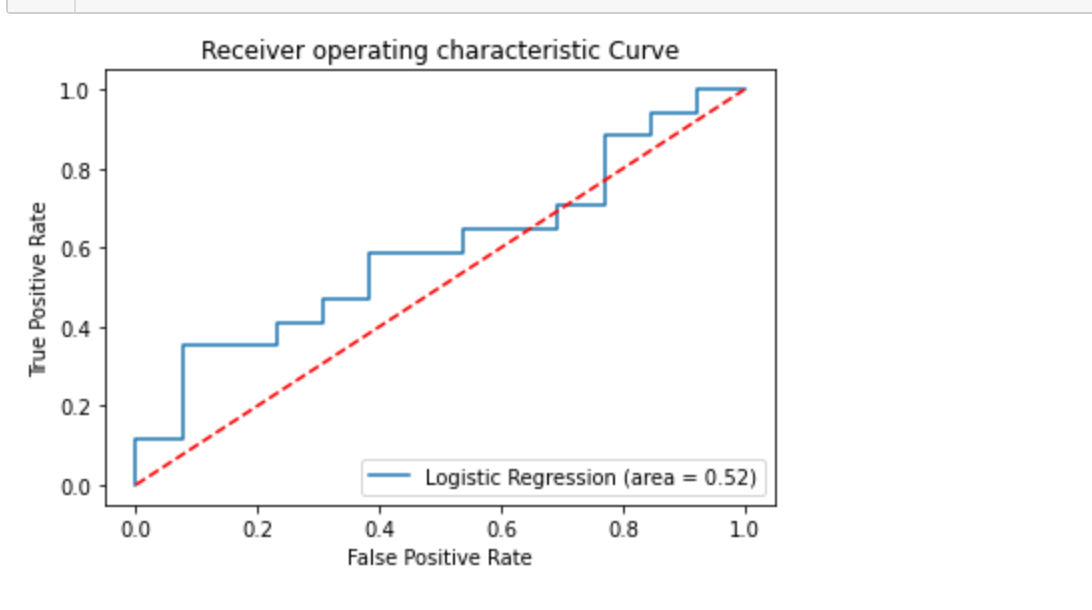 Receiver operating characteristic Curve
1.0
0.8
0.6
0.4
0.2
0.0
True Positive Rate
Logistic Regression (area = 0.52)
0.0 0.2 0.4 0.6 0.8 1.0
False Positive Rate